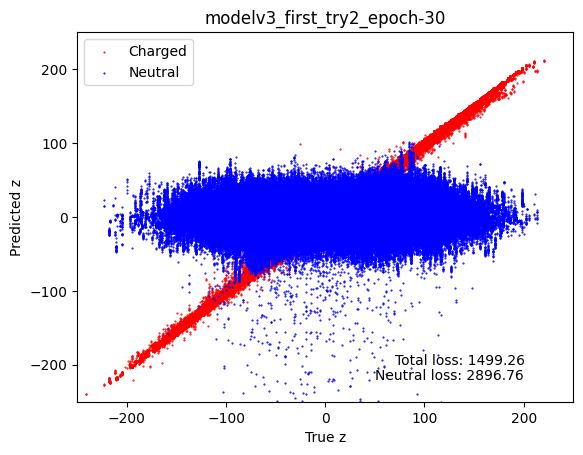 modelv3_first_try2_epoch-30
Charged
Neutral
Predicted z
200
100
0
−100
−200
Total loss: 1499.26
Neutral loss: 2896.76
−200
−100
0
100
200
True z